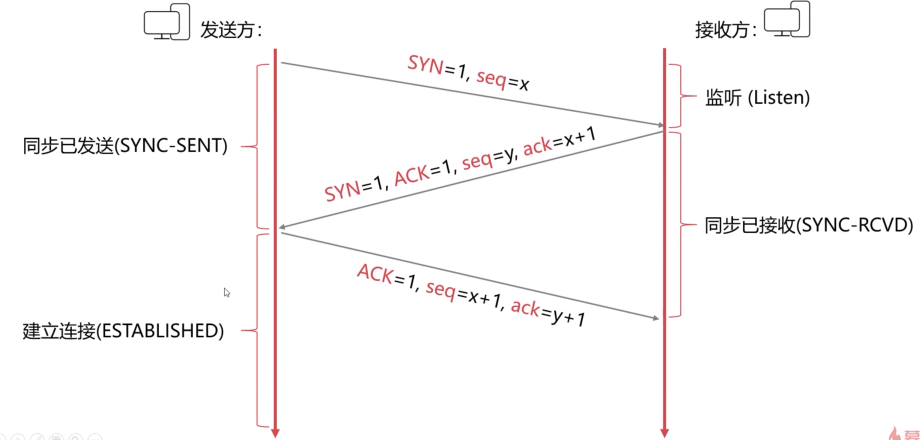 发送方：
接收方：
SYN=1, seq=x
监听 (Listen)
同步已发送(SYNC-SENT)
SYN=1, ACK=1, seq=y, ack=x+1
同步已接收(SYNC-RCVD)
ACK=1, seq=x+1, ack=y+1
建立连接(ESTABLISHED)